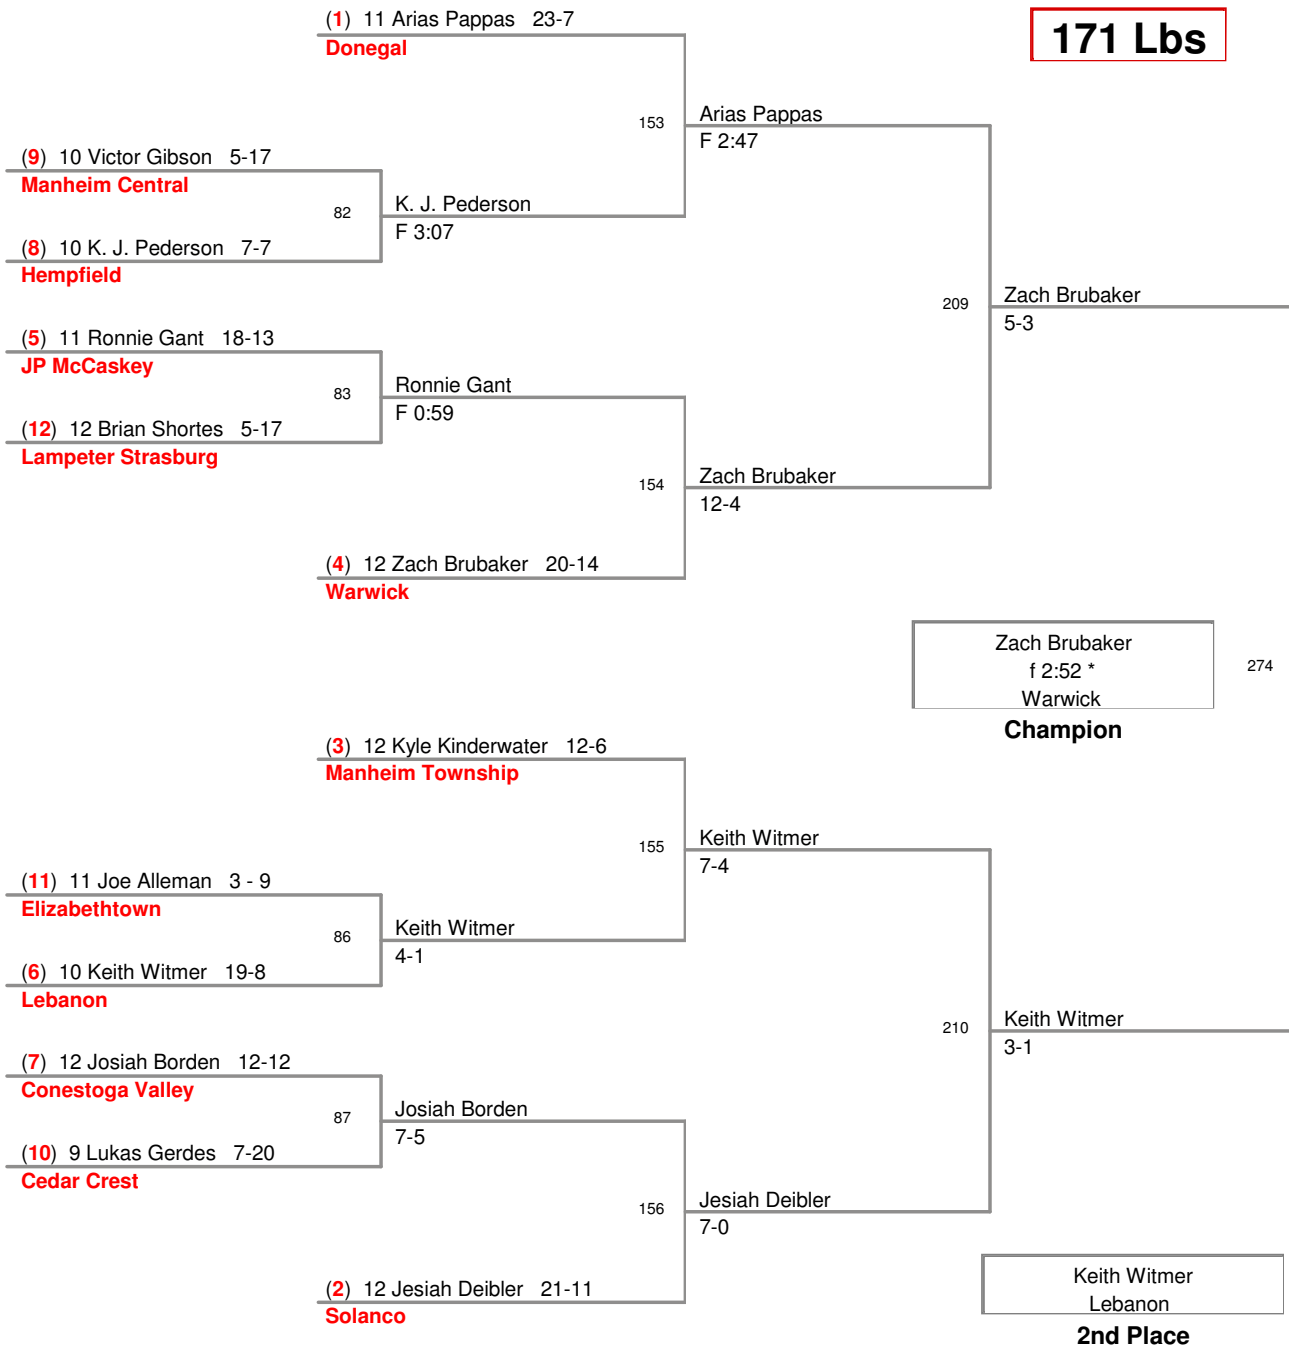 (1) 11 Arias Pappas 23-7
Donegal
171 Lbs
153
Arias Pappas
F 2:47
(9) 10 Victor Gibson 5-17
Manheim Central
82
K. J. Pederson
F 3:07
(8) 10 K. J. Pederson 7-7
Hempfield
209
Zach Brubaker
5-3
(5) 11 Ronnie Gant 18-13
JP McCaskey
83
Ronnie Gant
F 0:59
(12) 12 Brian Shortes 5-17
Lampeter Strasburg
154
Zach Brubaker
12-4
(4) 12 Zach Brubaker 20-14
Warwick
Zach Brubaker
f 2:52 *
Warwick
274
Champion
(3) 12 Kyle Kinderwater 12-6
Manheim Township
155
Keith Witmer
7-4
(11) 11 Joe Alleman 3 - 9
Elizabethtown
86
Keith Witmer
4-1
(6) 10 Keith Witmer 19-8
Lebanon
210
Keith Witmer
3-1
(7) 12 Josiah Borden 12-12
Conestoga Valley
87
Josiah Borden
7-5
(10) 9 Lukas Gerdes 7-20
Cedar Crest
156
Jesiah Deibler
7-0
(2) 12 Jesiah Deibler 21-11
Solanco
Keith Witmer
Lebanon
2nd Place